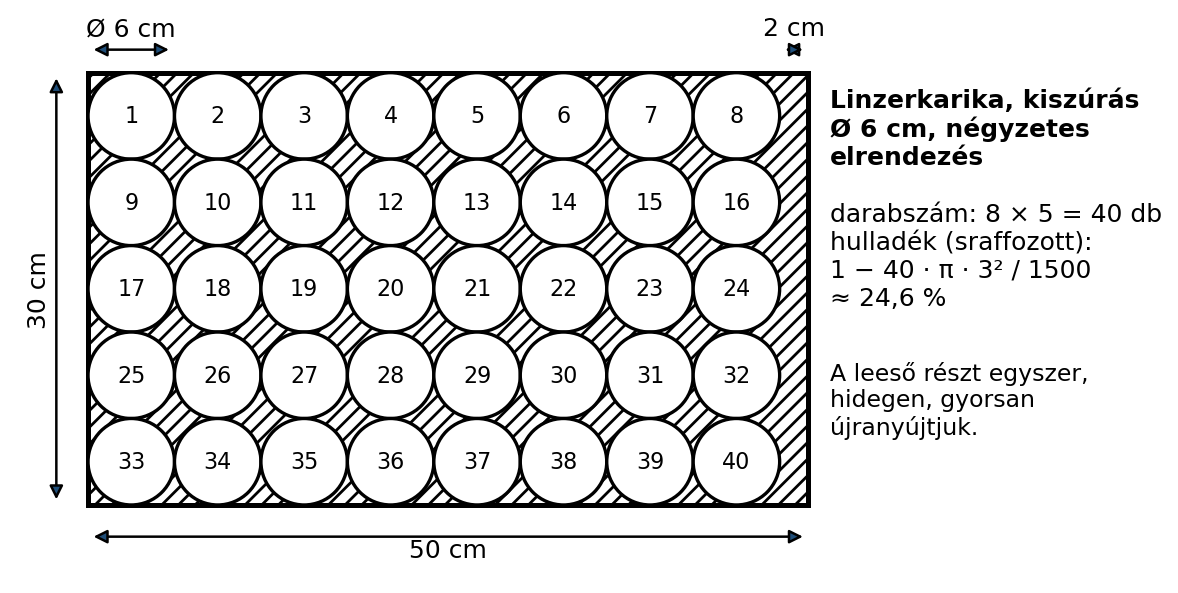 Ø 6 cm
2 cm
1 2 3 4 5 6 7 8
9 10 11 12 13 14 15 16
17 18 19 20 21 22 23 24
25 26 27 28 29 30 31 32
33 34 35 36 37 38 39 40
30 cm
50 cm
Linzerkarika, kiszúrás
Ø 6 cm, négyzetes
elrendezés
darabszám: 8 × 5 = 40 db
hulladék (sraffozott):
1 − 40 · π · 3² / 1500
≈ 24,6 %
A leeső részt egyszer,
hidegen, gyorsan
újranyújtjuk.